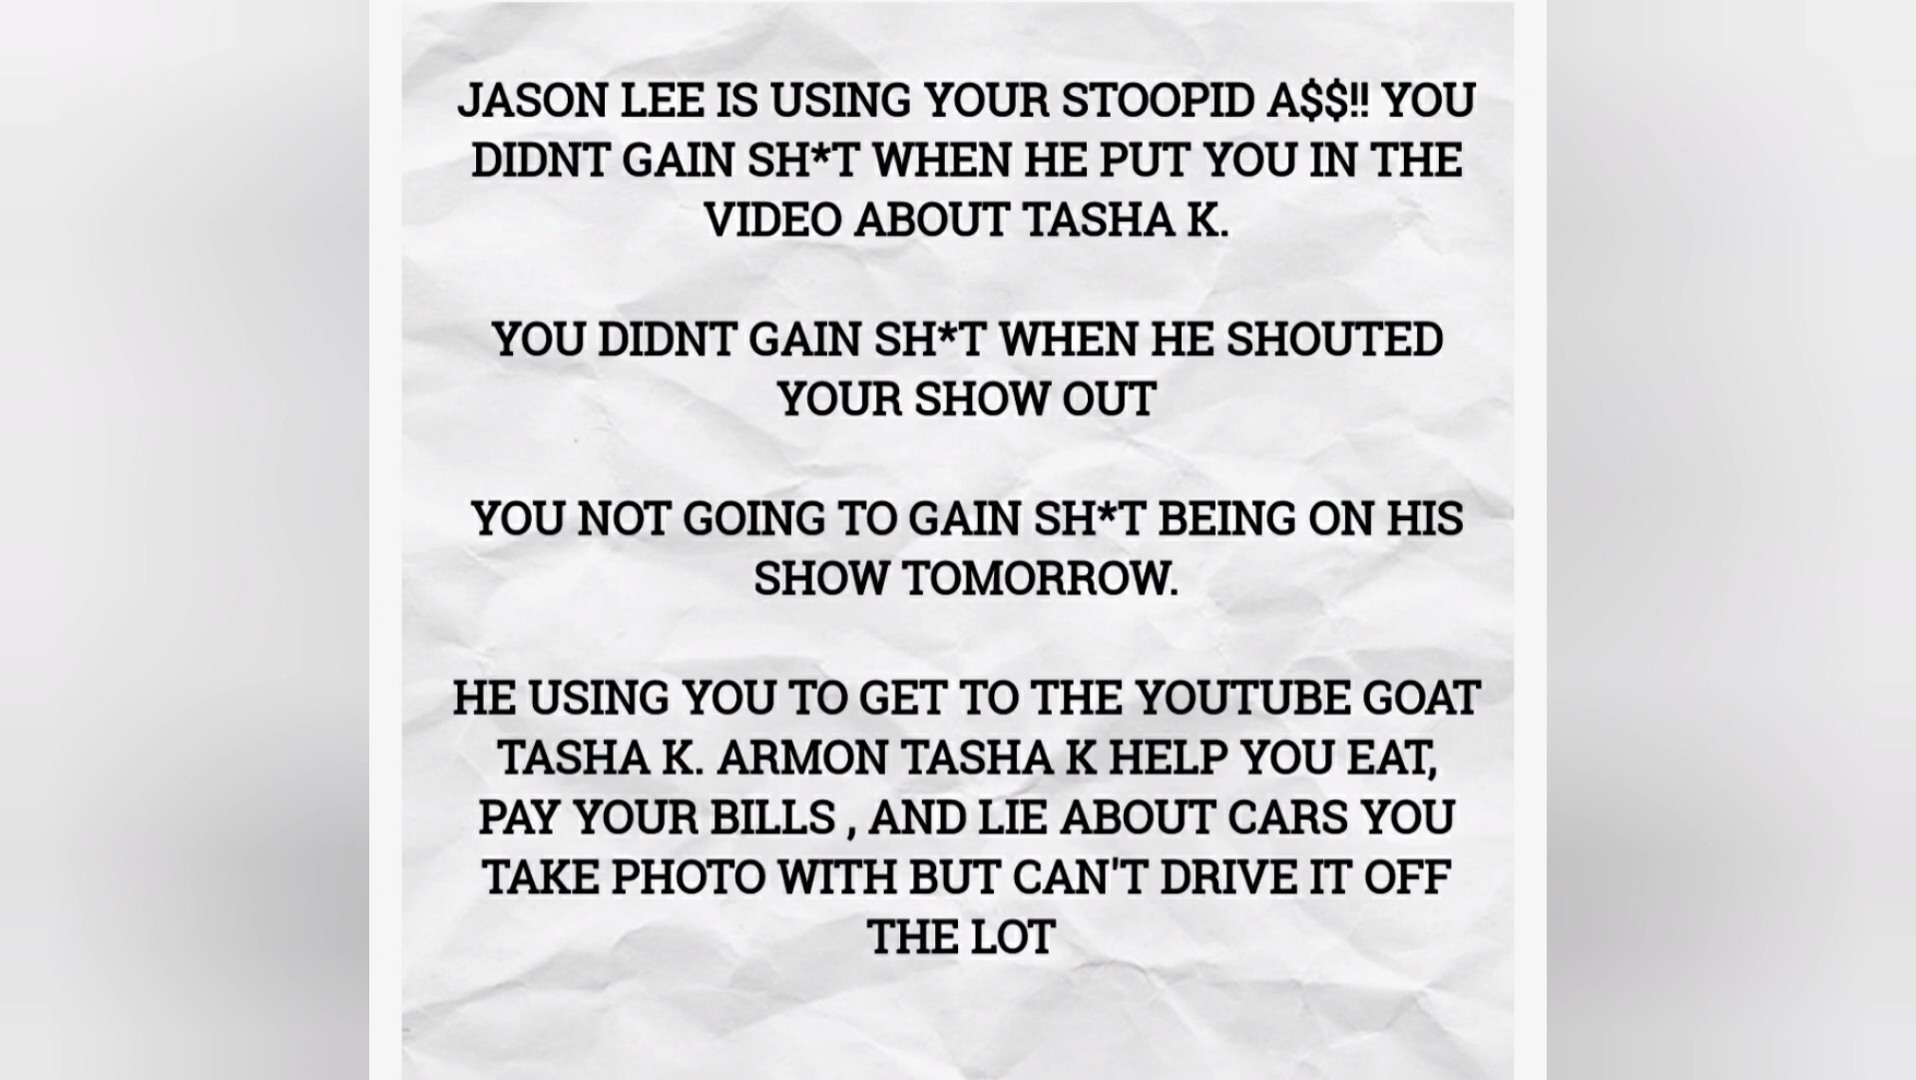 JASON LEE IS USING YOUR STOOPID A$$!! YOU
DIDNT GAIN SH*T WHEN HE PUT YOU IN THE
VIDEO ABOUT TASHA K.
YOU DIDNT GAIN SH*T WHEN HE SHOUTED
YOUR SHOW OUT
YOU NOT GOING TO GAIN SH*T BEING ON HIS
SHOW TOMORROW.
HE USING YOU TO GET TO THE YOUTUBE GOAT
TASHA K. ARMON TASHA K HELP YOU EAT,
PAY YOUR BILLS , AND LIE ABOUT CARS YOU
TAKE PHOTO WITH BUT CAN'T DRIVE IT OFF
THE LOT